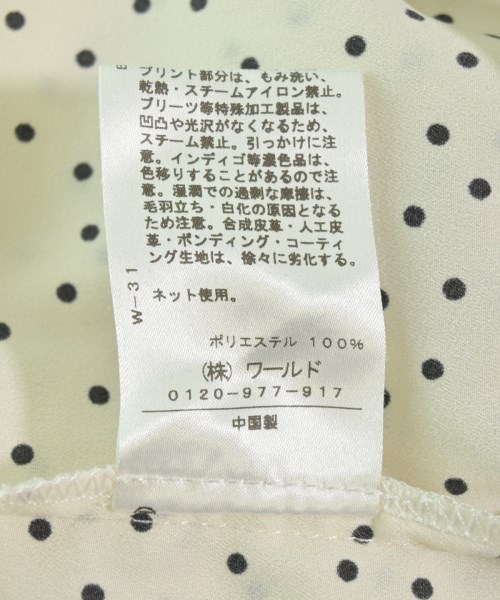 プリント部分は、もみ洗い、
乾熱・スチームアイロン禁止。
プリーツ等特殊加工製品は、
凹凸や光沢がなくなるため、
スチーム禁止。引っかけに注
意。インディゴ等濃色品は、
色移りすることがあるので注
意。湿潤での過剰な摩擦は、
毛羽立ち・白化の原因となる
ため注意。合成皮革・人工皮
革・ボンディング・コーティ
ング生地は、徐々に劣化する。
ネット使用。
W-31
ポリエステル 100%
(株) ワールド
0120-977-917
中国製